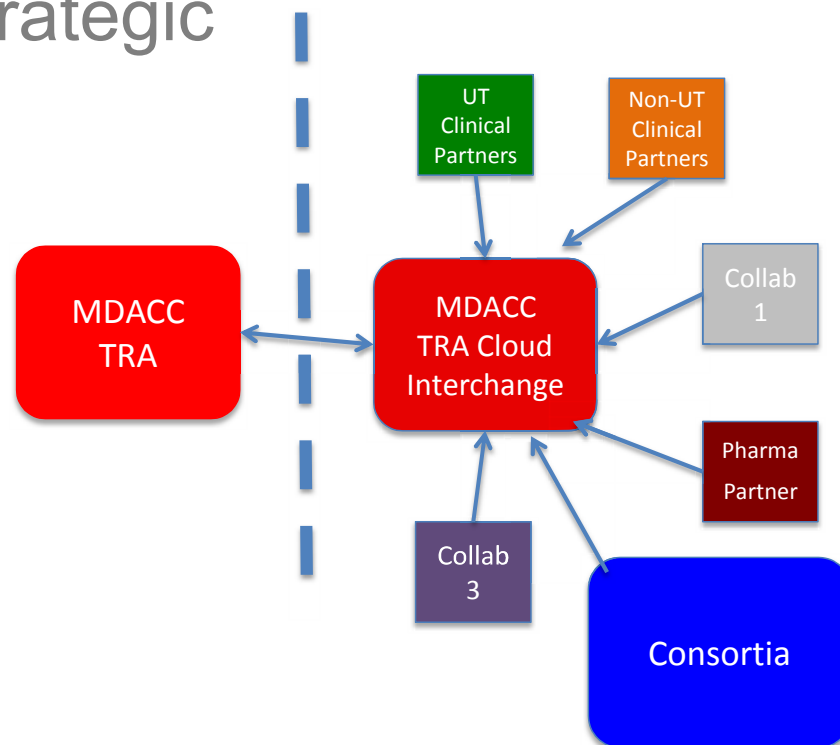 rategic
UT
Clinical
Partners
Non-UT
Clinical
Partners
MDACC
TRA
MDACC
TRA Cloud
Interchange
Collab
1
Pharma
Partner
Collab
3
Consortia